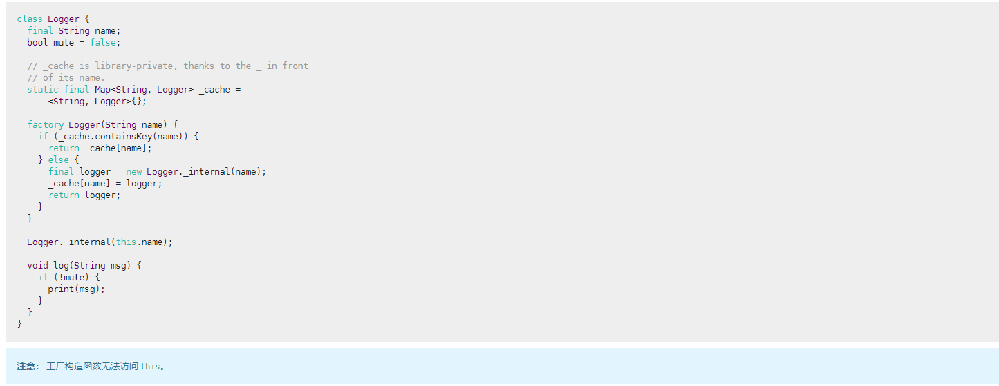 class Logger {
  final String name;
  bool mute = false;

  // _cache is library-private, thanks to the _ in front
  // of its name.
  static final Map<String, Logger> _cache =
      <String, Logger>{};

  factory Logger(String name) {
    if (_cache.containsKey(name)) {
      return _cache[name];
    } else {
      final logger = new Logger._internal(name);
      _cache[name] = logger;
      return logger;
    }
  }

  Logger._internal(this.name);

  void log(String msg) {
    if (!mute) {
      print(msg);
    }
  }
}
注意： 工厂构造函数无法访问 this。